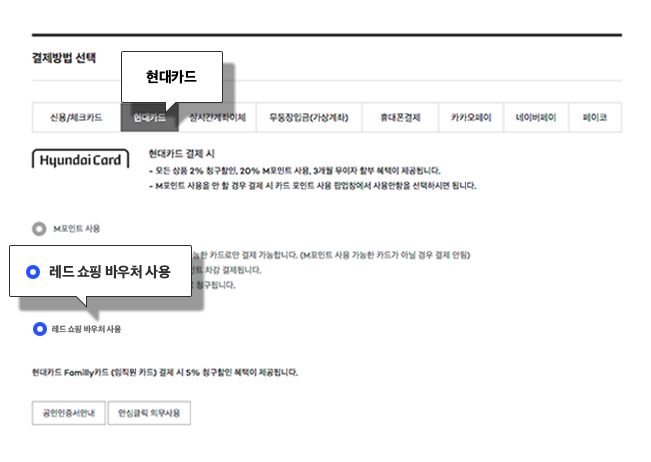 결제방법 선택
현대카드
신용/체크카드 현대카드 실시간계좌이체 무통장입금(가상계좌) 휴대폰결제 카카오페이 네이버페이 페이코
HyundaiCard
현대카드 결제 시
- 모든 상품 2% 청구할인, 20% M포인트 사용, 3개월 무이자 할부 혜택이 제공됩니다.
- M포인트 사용을 안 할 경우 결제 시 카드 포인트 사용 팝업창에서 사용안함을 선택하시면 됩니다.
M포인트 사용
능한 카드로만 결제 가능합니다. (M포인트 사용 가능한 카드가 아닐 경우 결제 안됨)
레드 쇼핑 바우처 사용
트 차감 결제됩니다.
청구됩니다.
레드 쇼핑 바우처 사용
현대카드 Familly카드 (임직원 카드) 결제 시 5% 청구할인 혜택이 제공됩니다.
공인인증서안내 안심클릭 의무사용